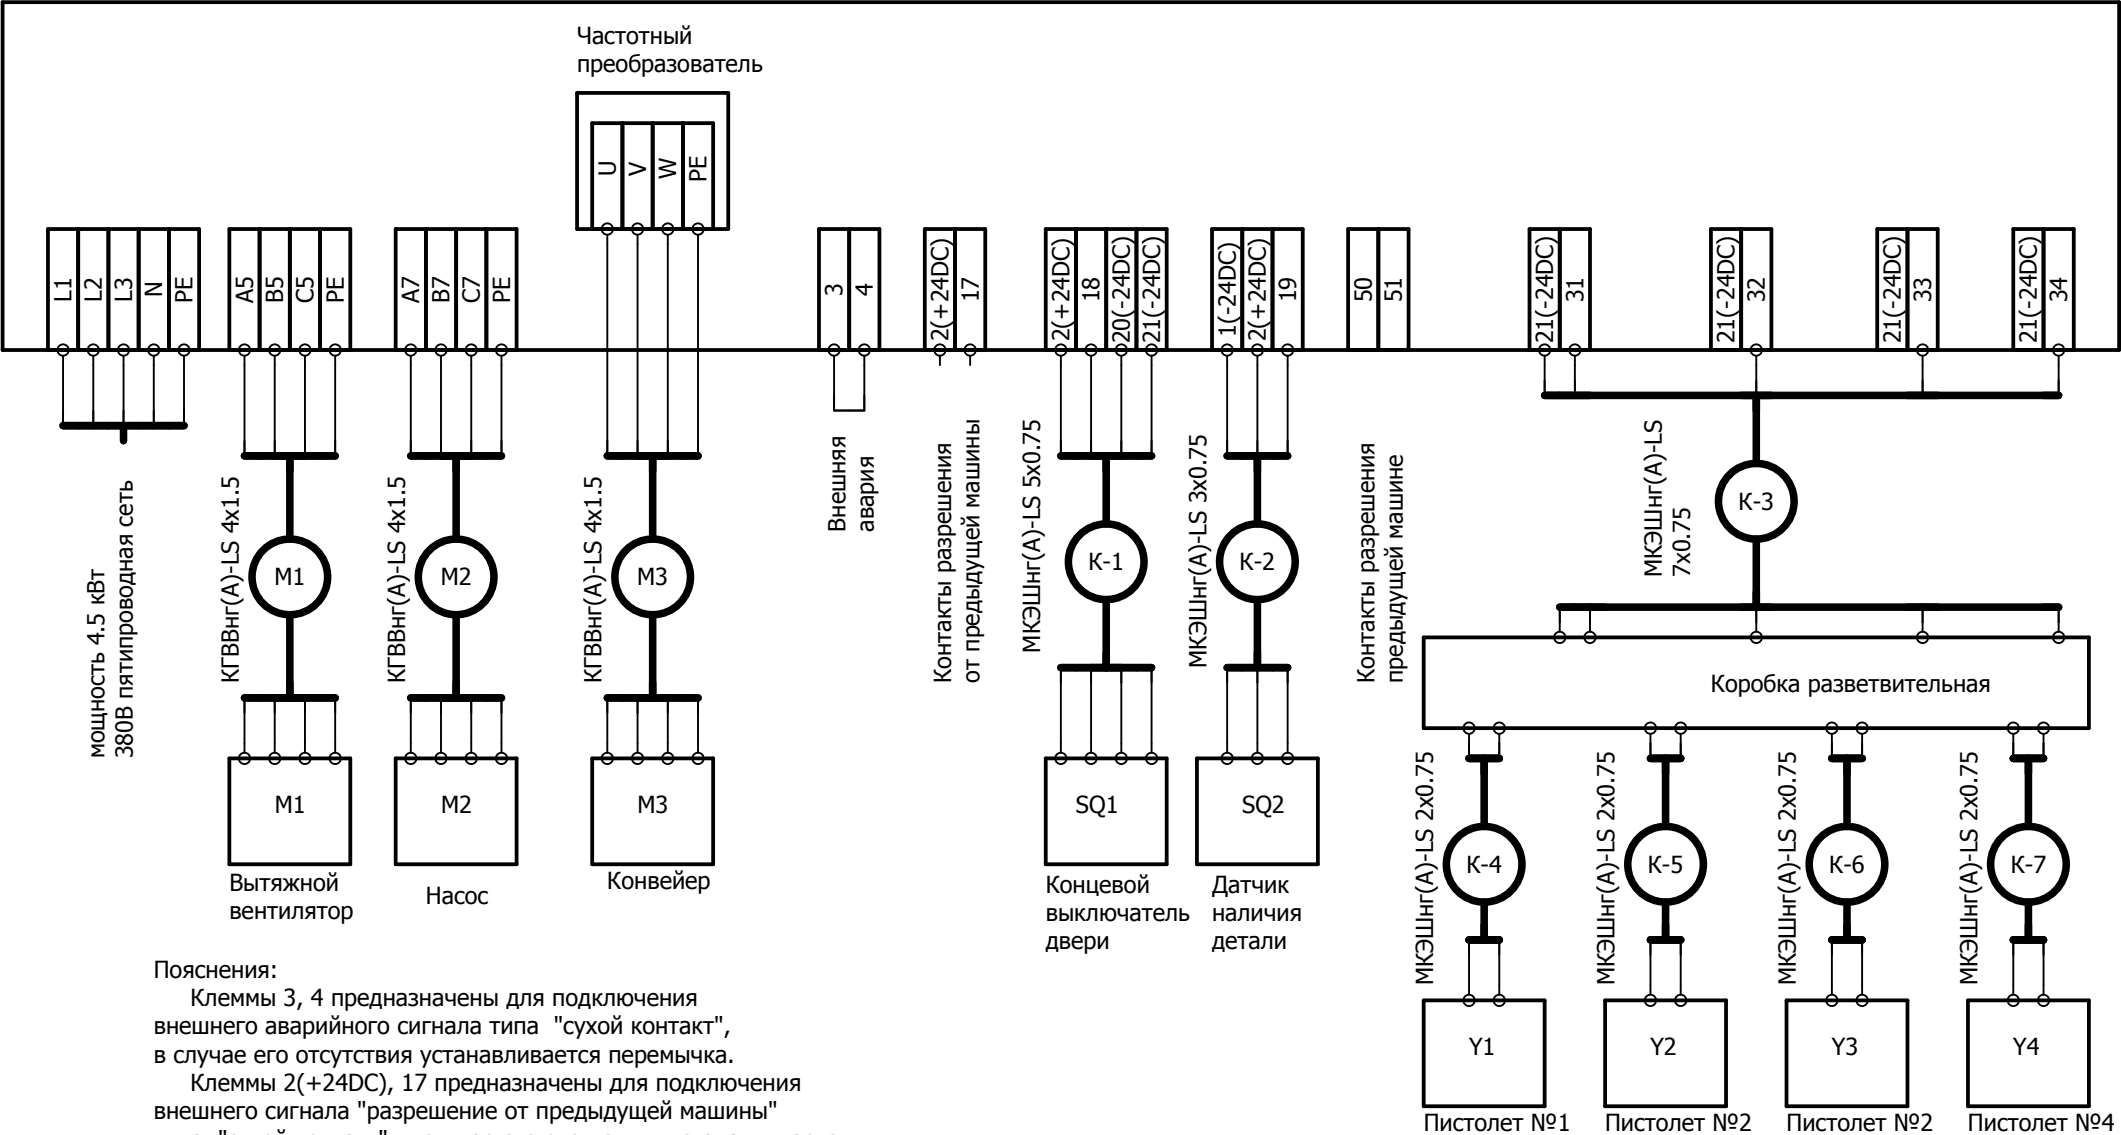 Частотный
преобразователь
U
V
W
PE
L1
L2
L3
N
PE
A5
B5
C5
PE
A7
B7
C7
PE
3
4
2(+24DC)
17
2(+24DC)
18
20(-24DC)
21(-24DC)
1(-24DC)
2(+24DC)
19
50
51
21(-24DC)
31
21(-24DC)
32
21(-24DC)
33
21(-24DC)
34
мощность 4.5 кВт
380В пятипроводная сеть
КГВВнг(А)-LS 4x1.5
M1
КГВВнг(А)-LS 4x1.5
M2
КГВВнг(А)-LS 4x1.5
M3
Внешняя
авария
Контакты разрешения
от предыдущей машины
МКЭШнг(А)-LS 5x0.75
К-1
МКЭШнг(А)-LS 3x0.75
К-2
Контакты разрешения
предыдущей машине
МКЭШнг(А)-LS
7x0.75
К-3
Коробка разветвительная
M1
Вытяжной
вентилятор
M2
Насос
M3
Конвейер
SQ1
Концевой
выключатель
двери
SQ2
Датчик
наличия
детали
МКЭШнг(А)-LS 2x0.75
К-4
МКЭШнг(А)-LS 2x0.75
К-5
МКЭШнг(А)-LS 2x0.75
К-6
МКЭШнг(А)-LS 2x0.75
К-7
Y1
Y2
Y3
Y4
Пистолет №1
Пистолет №2
Пистолет №2
Пистолет №4
Пояснения:
Клеммы 3, 4 предназначены для подключения
внешнего аварийного сигнала типа "сухой контакт",
в случае его отсутствия устанавливается перемычка.
Клеммы 2(+24DC), 17 предназначены для подключения
внешнего сигнала "разрешение от предыдущей машины"